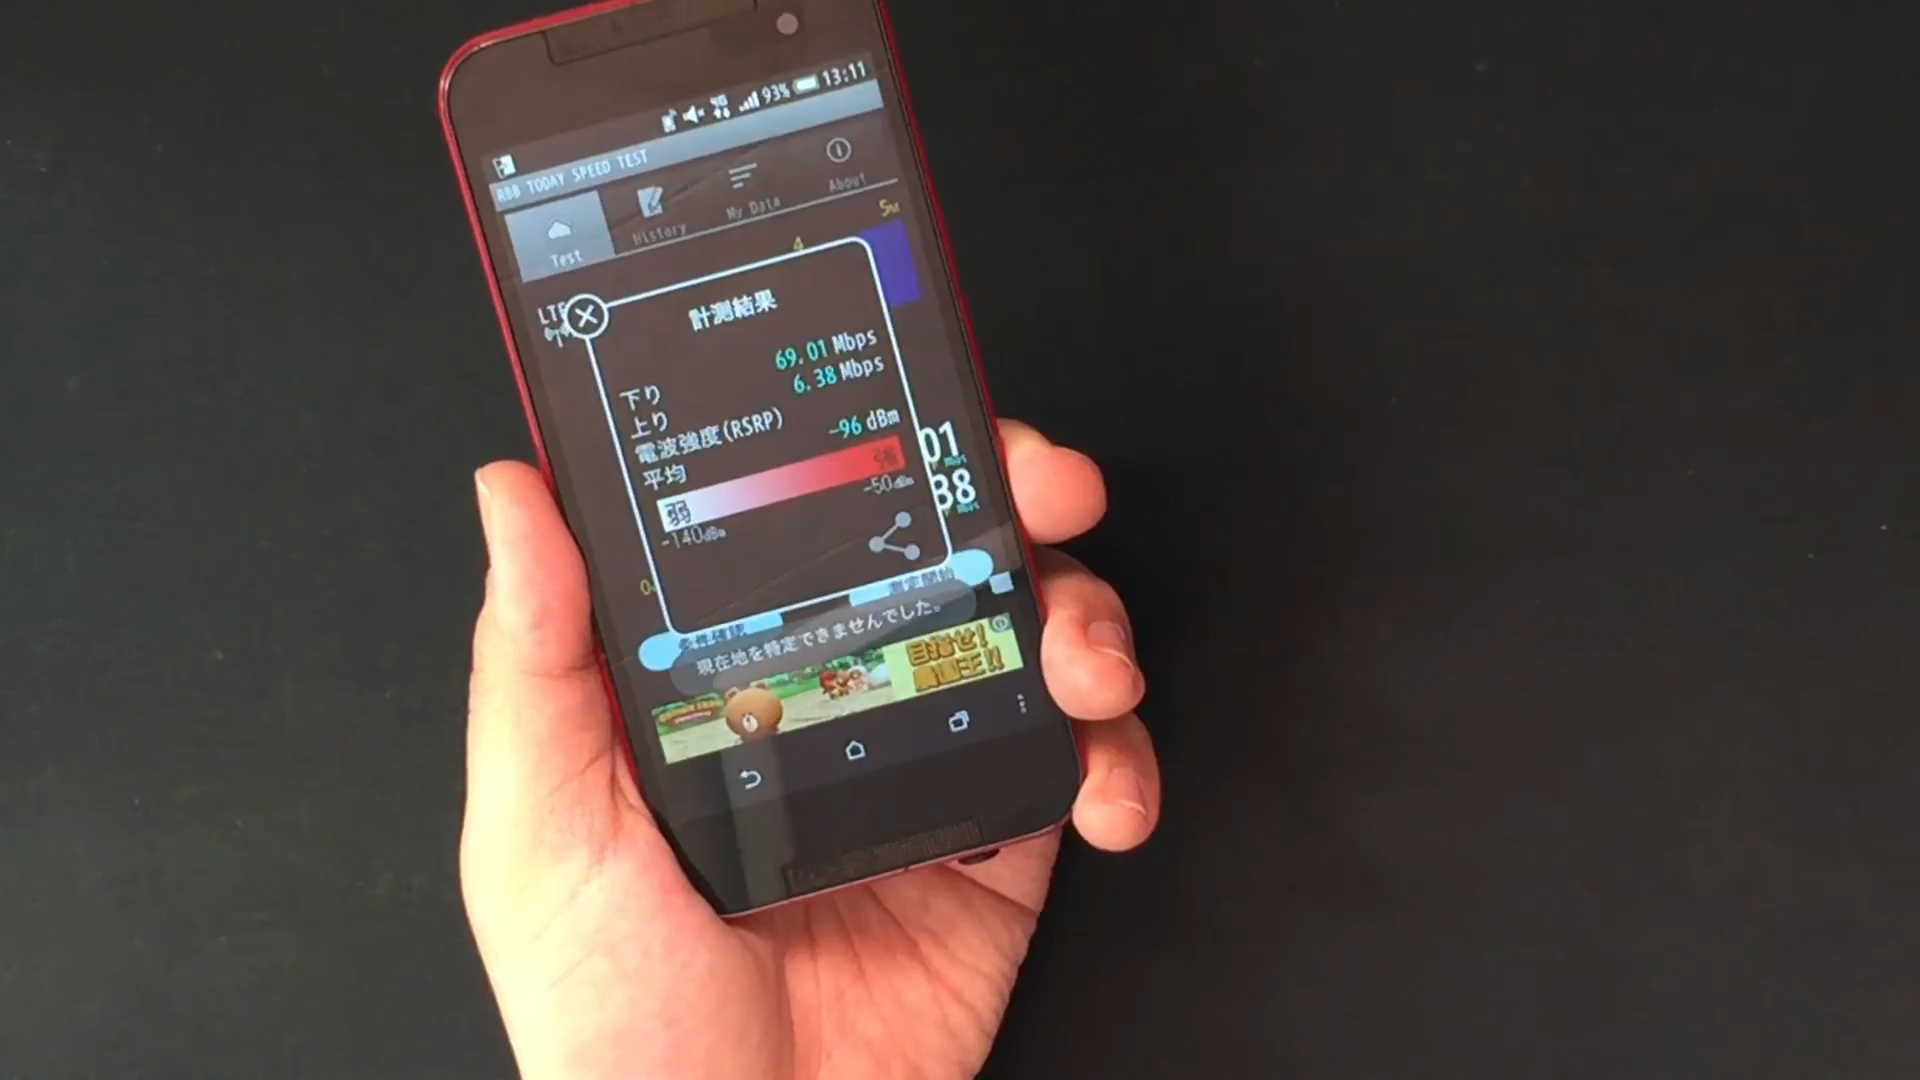 93% 13:11
RBB TODAY SPEED TEST
Test
History
My Data
About
5M
4
LTE
計測結果
下り 69.01 Mbps
上り 6.38 Mbps
電波強度(RSRP)
平均 -96 dBm
弱 強
-140dBm -50dBm
01
Mbps
38
Mbps
0
現在地を特定できませんでした。
目指せ!